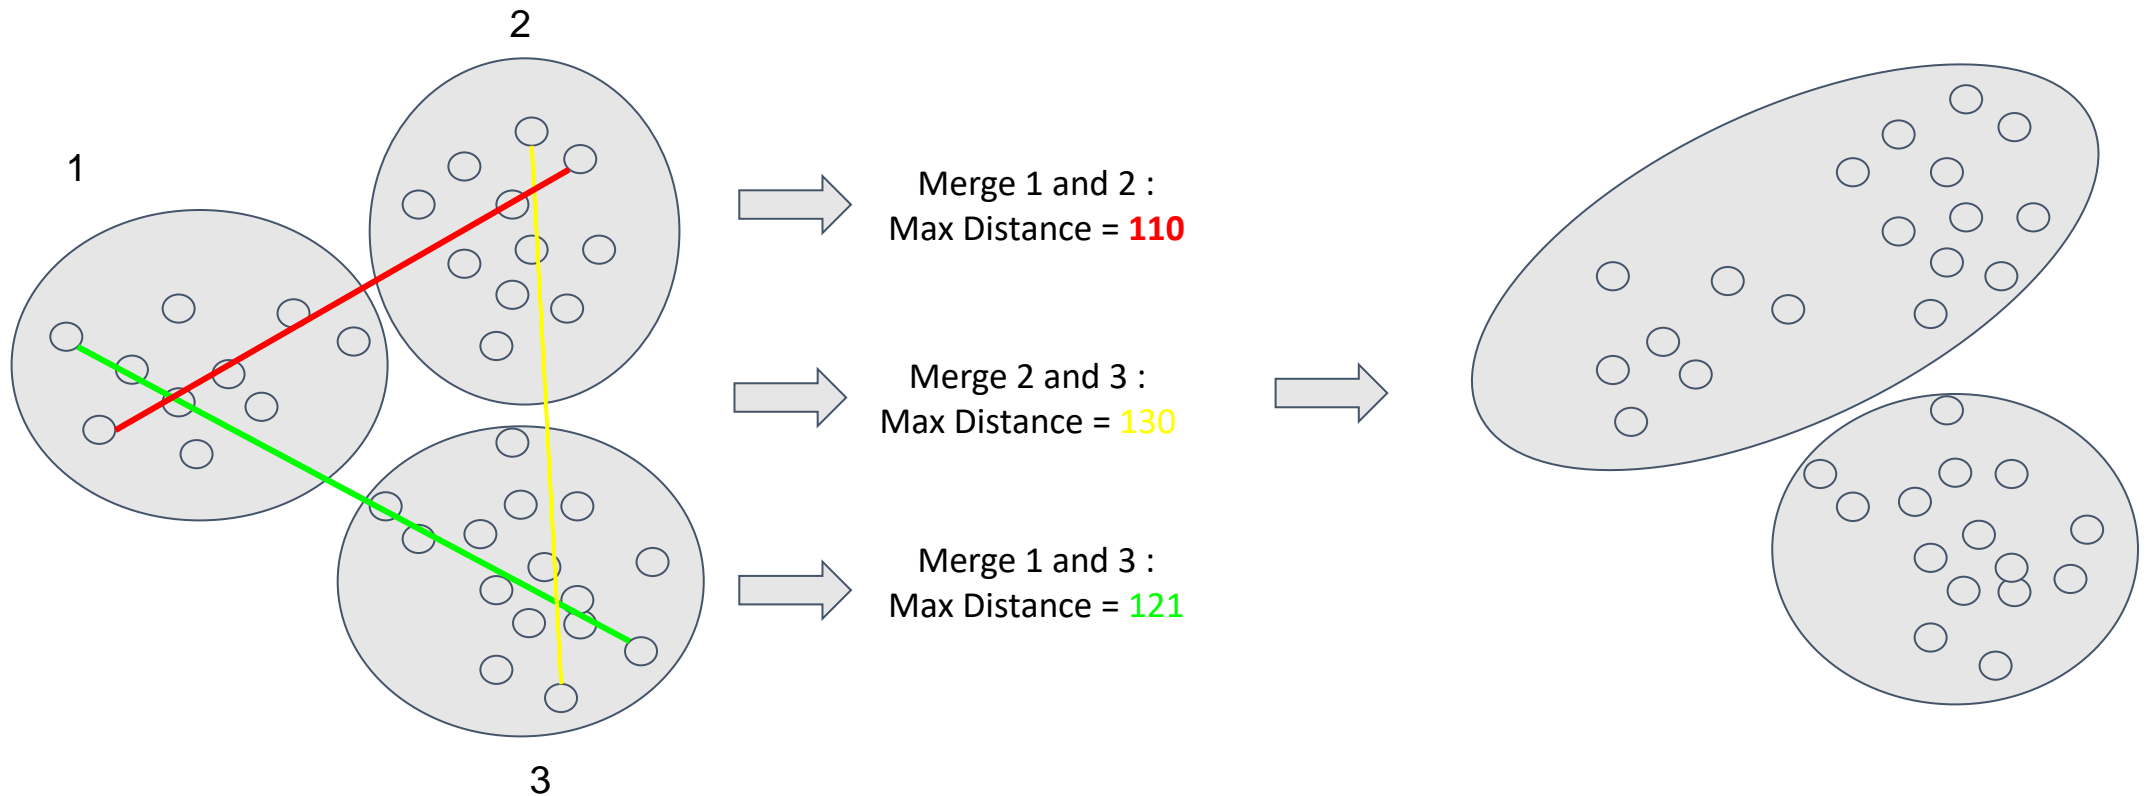 2
1
Merge 1 and 2 :
Max Distance = 110
Merge 2 and 3 :
Max Distance = 130
Merge 1 and 3 :
Max Distance = 121
3